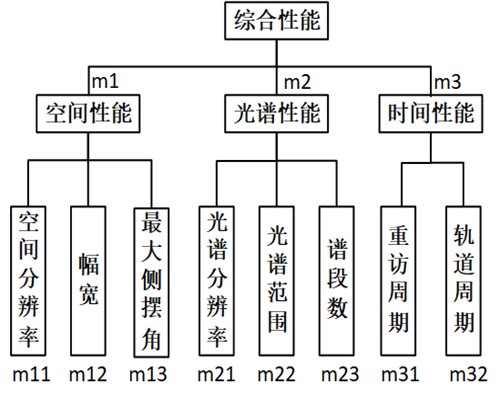 综合性能
m1
m2
m3
空间性能
光谱性能
时间性能
空间分辨率
幅宽
最大侧摆角
光谱分辨率
光谱范围
谱段数
重访周期
轨道周期
m11
m12
m13
m21
m22
m23
m31
m32